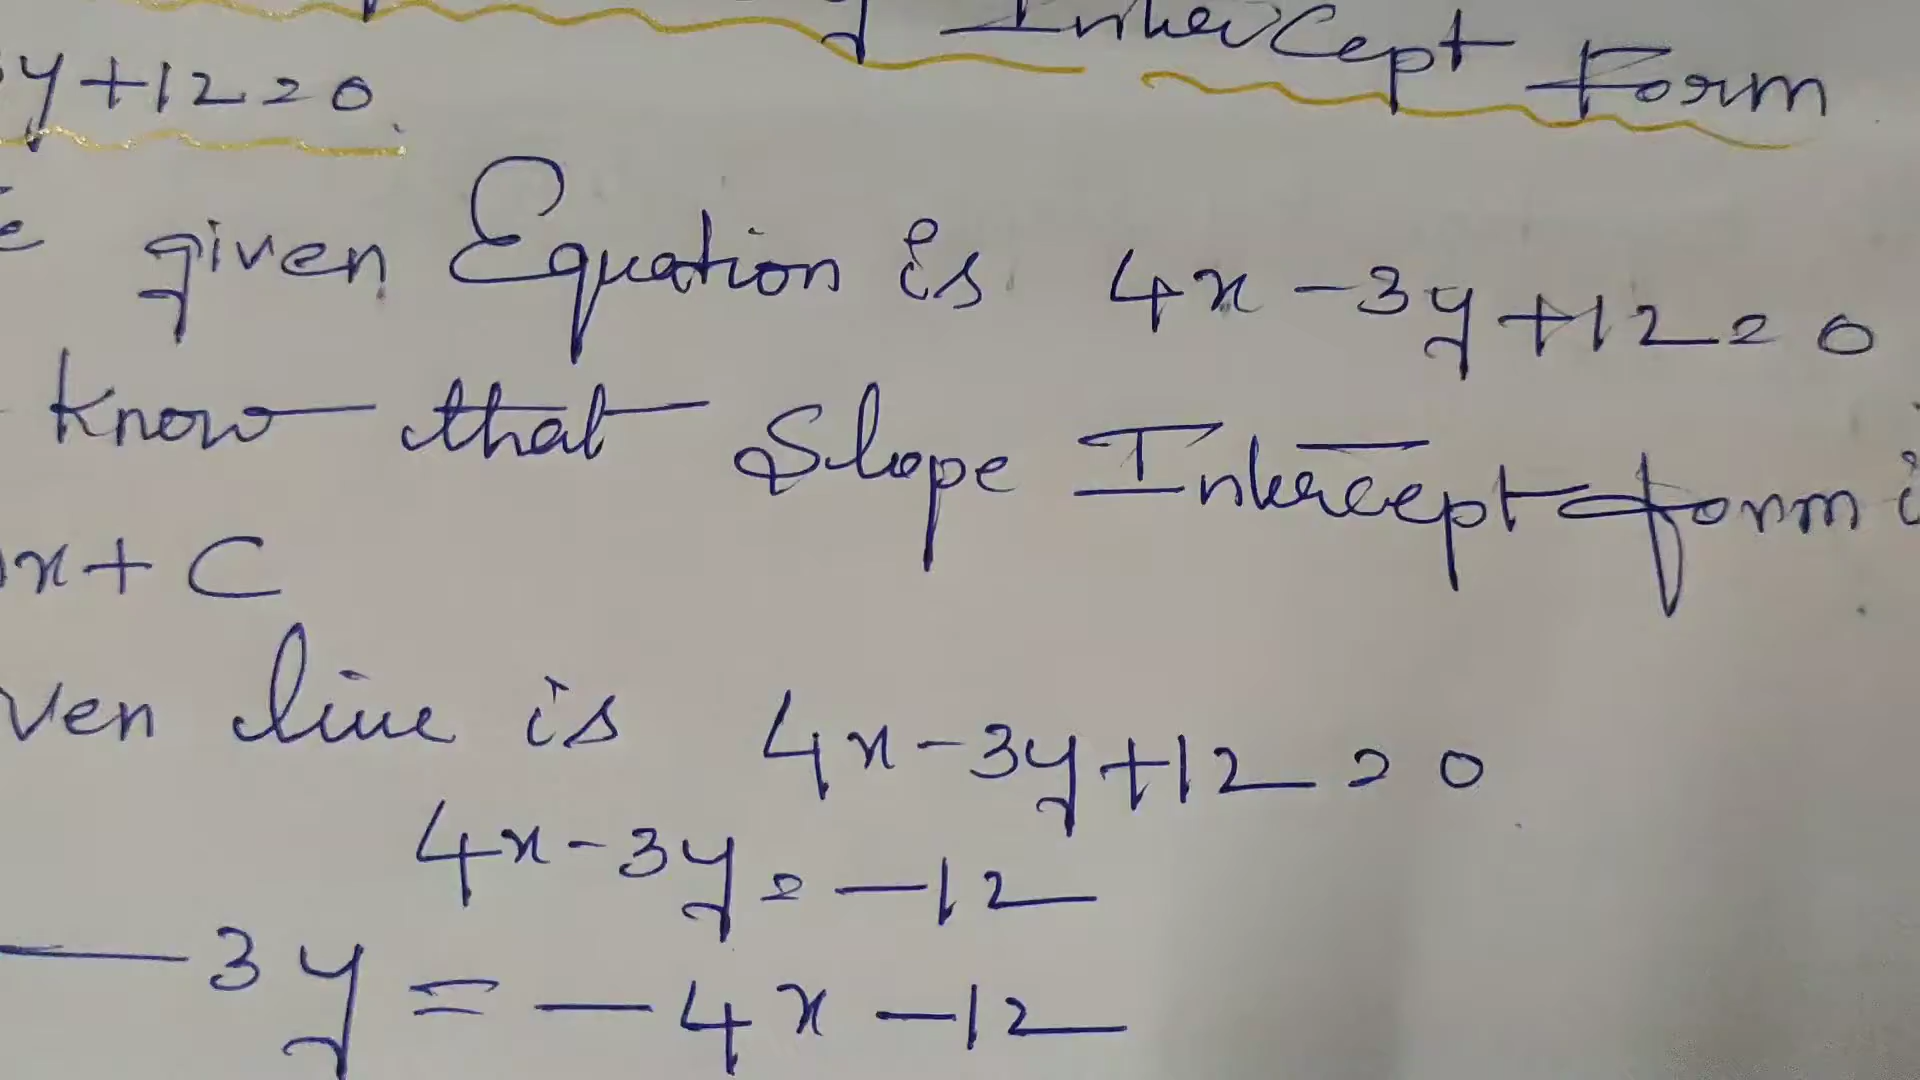 Intercept Form
y+12=0.
given Equation is 4x-3y+12=0
know that Slope Intercept form i
x+C
ven line is 4x-3y+12=0
4x-3y=-12
-3y=-4x-12